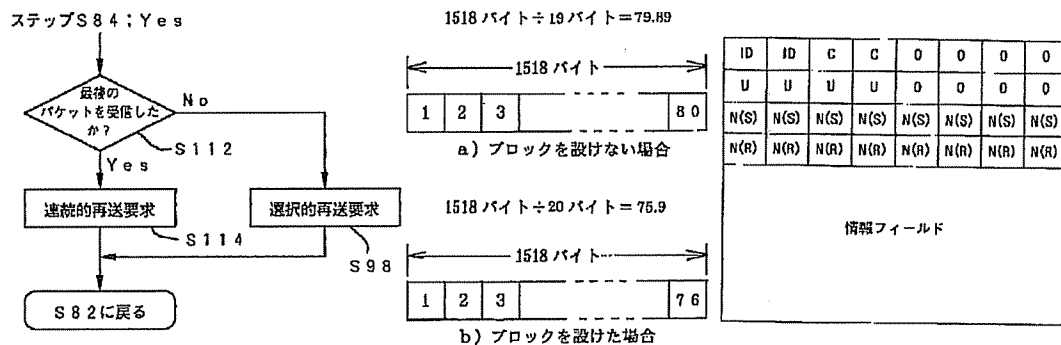 ステップS84;Yes
最後の
パケットを受信した
か?
No
S112
Yes
連続的再送要求
選択的再送要求
S114
S98
S82に戻る
1518 バイト÷19 バイト=79.89
1518 バイト
1 2 3 80
a) ブロックを設けない場合
1518 バイト÷20 バイト=75.9
1518 バイト
1 2 3 76
b) ブロックを設けた場合
ID ID C C 0 0 0 0
U U U U 0 0 0 0
N(S) N(S) N(S) N(S) N(S) N(S) N(S) N(S)
N(R) N(R) N(R) N(R) N(R) N(R) N(R) N(R)
情報フィールド